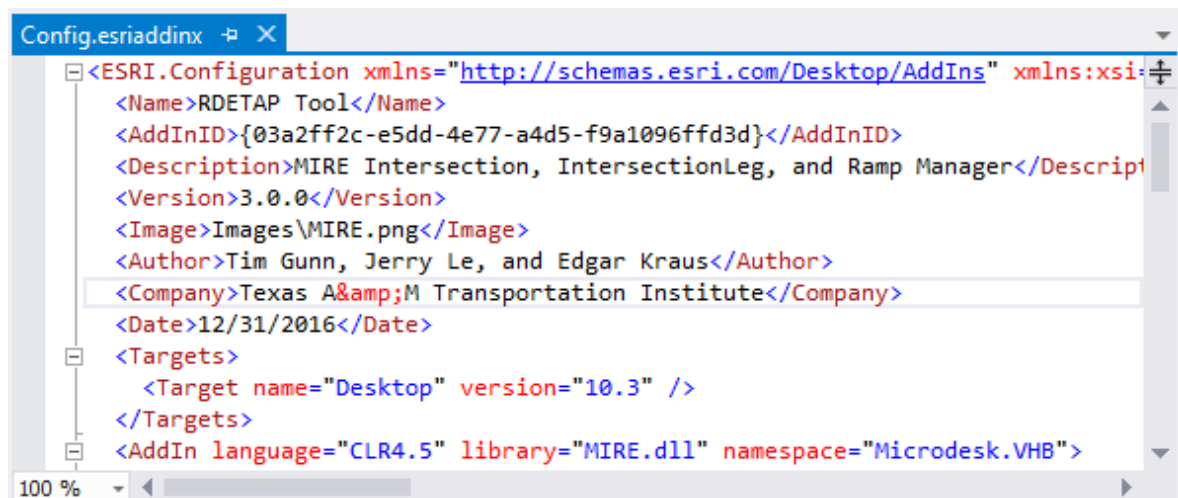 Config.esriaddinx
<ESRI.Configuration xmlns="http://schemas.esri.com/Desktop/AddIns" xmlns:xsi=
<Name>RDETAP Tool</Name>
<AddInID>{03a2ff2c-e5dd-4e77-a4d5-f9a1096ffd3d}</AddInID>
<Description>MIRE Intersection, IntersectionLeg, and Ramp Manager</Descript
<Version>3.0.0</Version>
<Image>Images\MIRE.png</Image>
<Author>Tim Gunn, Jerry Le, and Edgar Kraus</Author>
<Company>Texas A&amp;M Transportation Institute</Company>
<Date>12/31/2016</Date>
<Targets>
<Target name="Desktop" version="10.3" />
</Targets>
<AddIn language="CLR4.5" library="MIRE.dll" namespace="Microdesk.VHB">
100 %